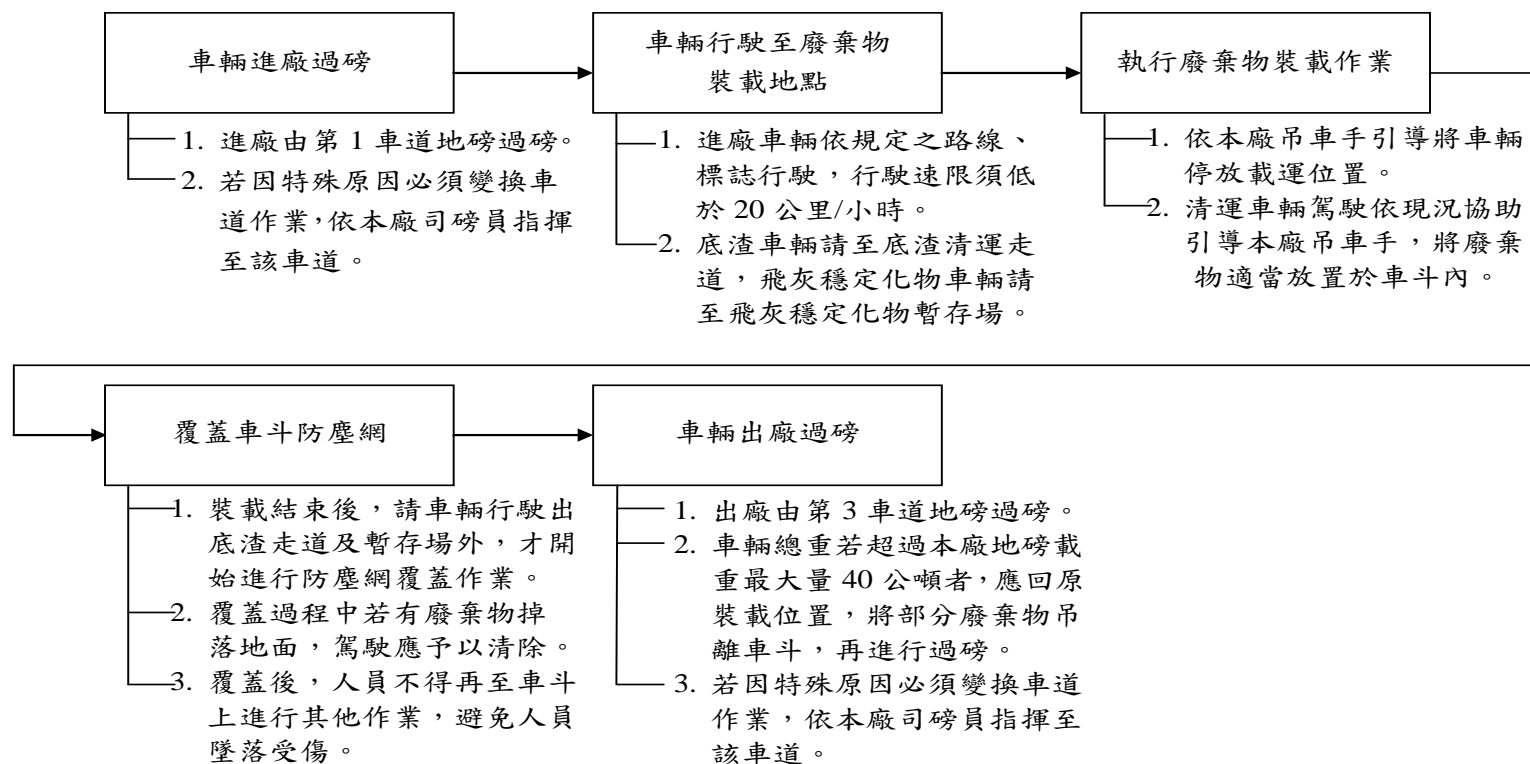 車輛進廠過磅
1. 進廠由第 1 車道地磅過磅。
2. 若因特殊原因必須變換車
道作業,依本廠司磅員指揮
至該車道。
車輛行駛至廢棄物
裝載地點
1. 進廠車輛依規定之路線、
標誌行駛，行駛速限須低
於 20 公里/小時。
2. 底渣車輛請至底渣清運走
道，飛灰穩定化物車輛請
至飛灰穩定化物暫存場。
執行廢棄物裝載作業
1. 依本廠吊車手引導將車輛
停放載運位置。
2. 清運車輛駕駛依現況協助
引導本廠吊車手，將廢棄
物適當放置於車斗內。
覆蓋車斗防塵網
1. 裝載結束後，請車輛行駛出
底渣走道及暫存場外，才開
始進行防塵網覆蓋作業。
2. 覆蓋過程中若有廢棄物掉
落地面，駕駛應予以清除。
3. 覆蓋後，人員不得再至車斗
上進行其他作業，避免人員
墜落受傷。
車輛出廠過磅
1. 出廠由第 3 車道地磅過磅。
2. 車輛總重若超過本廠地磅載
重最大量 40 公噸者，應回原
裝載位置，將部分廢棄物吊
離車斗，再進行過磅。
3. 若因特殊原因必須變換車道
作業，依本廠司磅員指揮至
該車道。